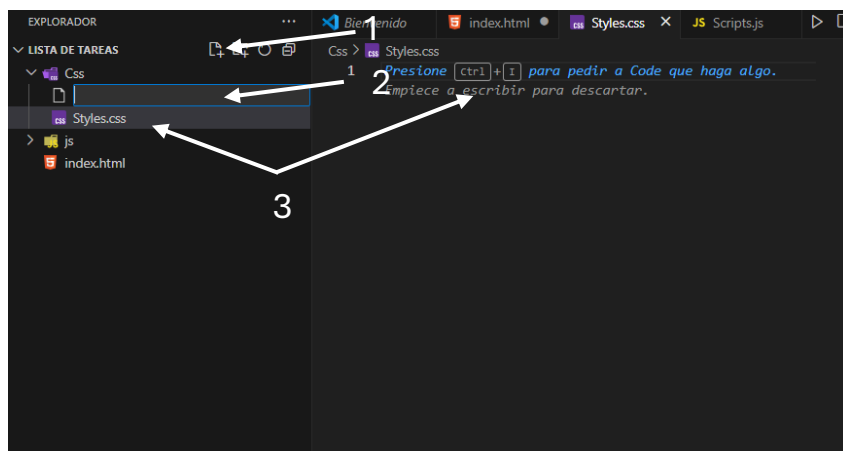 EXPLORADOR ...
LISTA DE TAREAS
Css
Styles.css
js
index.html
Bienvenido index.html Styles.css JS Scripts.js
Css > Styles.css
1 Presione Ctrl+I para pedir a Code que haga algo.
Empiece a escribir para descartar.
1
2
3